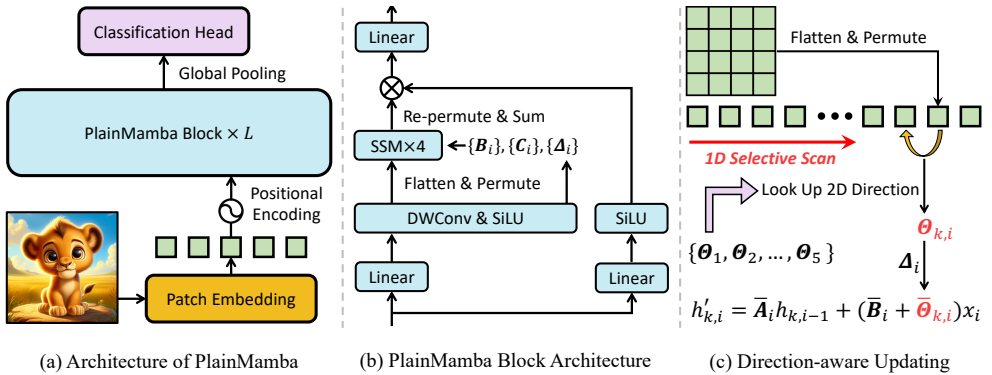 Classification Head
Global Pooling
PlainMamba Block × L
Positional
Encoding
Patch Embedding
(a) Architecture of PlainMamba
Linear
Re-permute & Sum
SSM×4
{B_i}, {C_i}, {Δ_i}
Flatten & Permute
DWConv & SiLU
SiLU
Linear
Linear
(b) PlainMamba Block Architecture
Flatten & Permute
1D Selective Scan
Look Up 2D Direction
Θ_{k,i}
{Θ_1, Θ_2, ..., Θ_5 }
Δ_i
h'_{k,i} = A̅_i h_{k,i−1} + (B̅_i + Θ̅_{k,i})x_i
(c) Direction-aware Updating